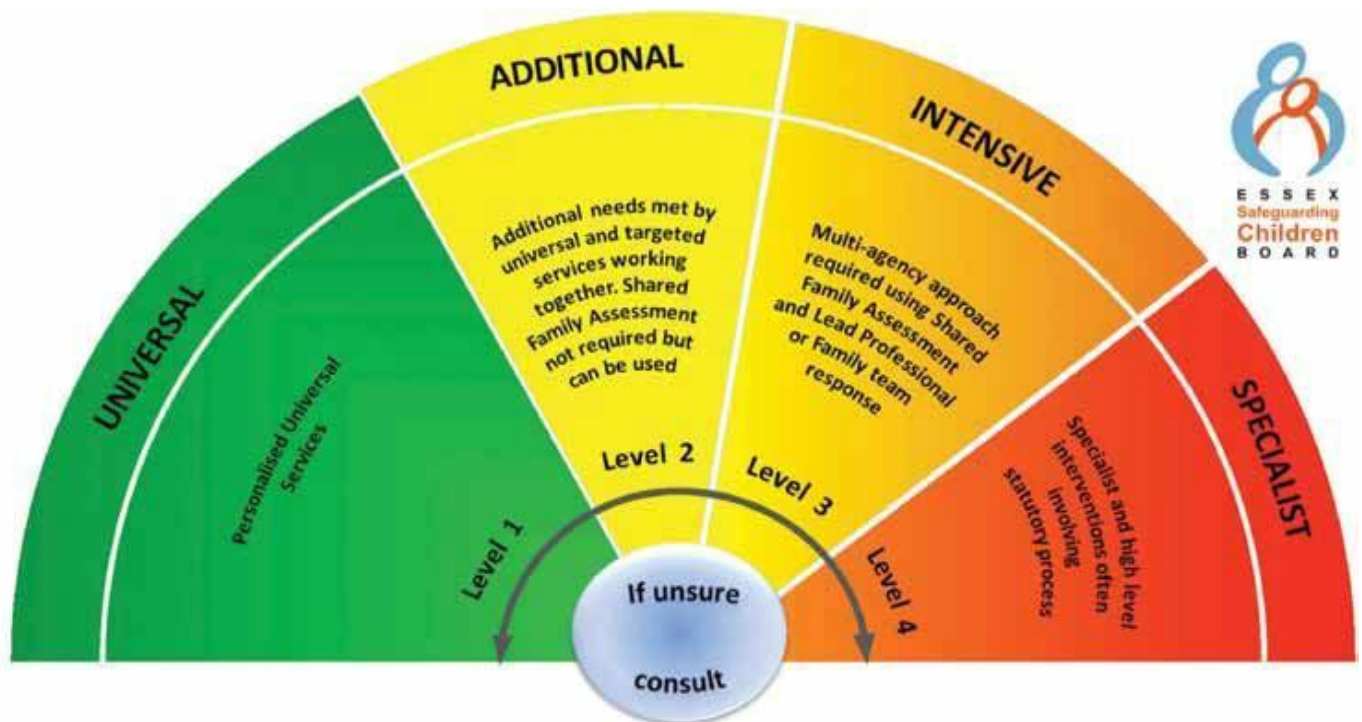 UNIVERSAL
Personalised Universal
Services
Level 1
ADDITIONAL
Additional needs met by
universal and targeted
services working
together. Shared
Family Assessment
not required but
can be used
Level 2
INTENSIVE
Multi-agency approach
required using Shared
Family Assessment
and Lead Professional
or Family team
response
Level 3
SPECIALIST
Specialist and high level
interventions often
involving
statutory process
Level 4
If unsure
consult
ESSEX
Safeguarding
Children
BOARD